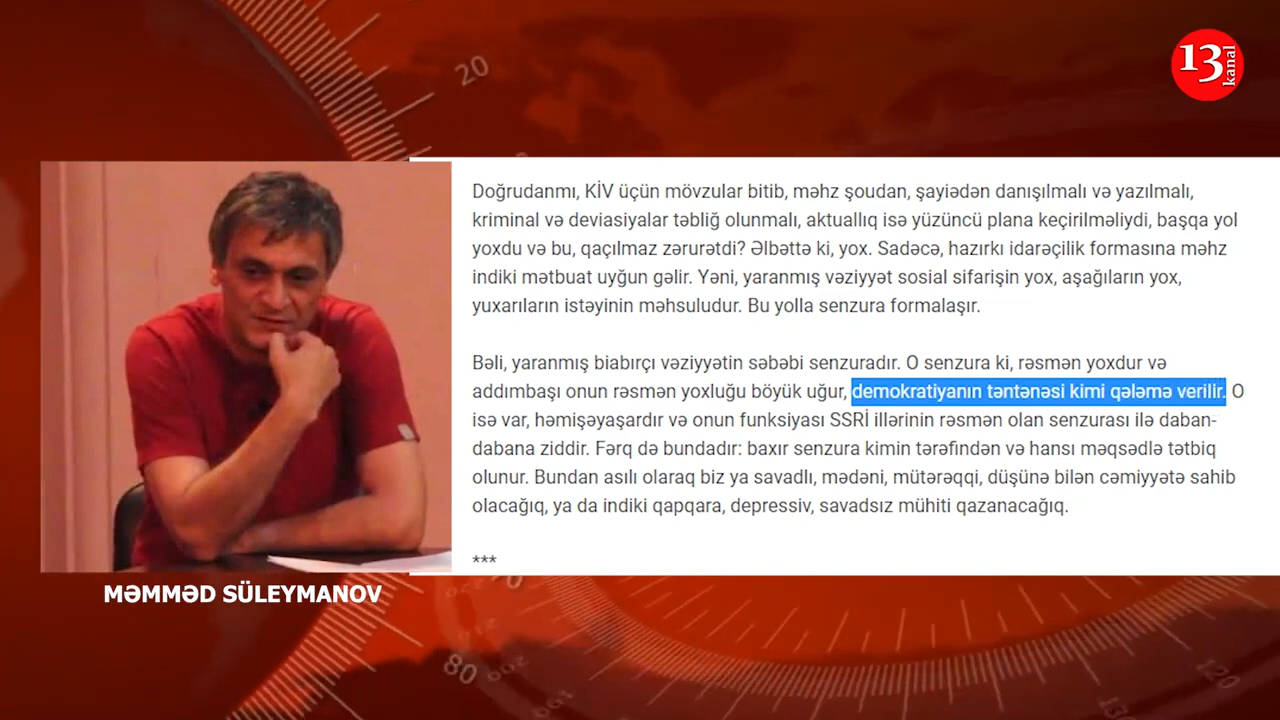 13
kanal
20
Doğrudanmı, KİV üçün mövzular bitib, məhz şoudan, şayiədən danışılmalı və yazılmalı,
kriminal və deviasiyalar təbliğ olunmalı, aktuallıq isə yüzüncü plana keçirilməliydi, başqa yol
yoxdu və bu, qaçılmaz zərurətdi? Əlbəttə ki, yox. Sadəcə, hazırkı idarəçilik formasına məhz
indiki mətbuat uyğun gəlir. Yəni, yaranmış vəziyyət sosial sifarişin yox, aşağıların yox,
yuxarıların istəyinin məhsuludur. Bu yolla senzura formalaşır.
Bəli, yaranmış biabırçı vəziyyətin səbəbi senzuradır. O senzura ki, rəsmən yoxdur və
addımbaşı onun rəsmən yoxluğu böyük uğur, demokratiyanın təntənəsi kimi qələmə verilir. O
isə var, həmişəyaşardır və onun funksiyası SSRİ illərinin rəsmən olan senzurası ilə daban-
dabana ziddir. Fərq də bundadır: baxır senzura kimin tərəfindən və hansı məqsədlə tətbiq
olunur. Bundan asılı olaraq biz ya savadlı, mədəni, mütərəqqi, düşünə bilən cəmiyyətə sahib
olacağıq, ya da indiki qapqara, depressiv, savadsız mühiti qazanacağıq.
***
MƏMMƏD SÜLEYMANOV
80
120